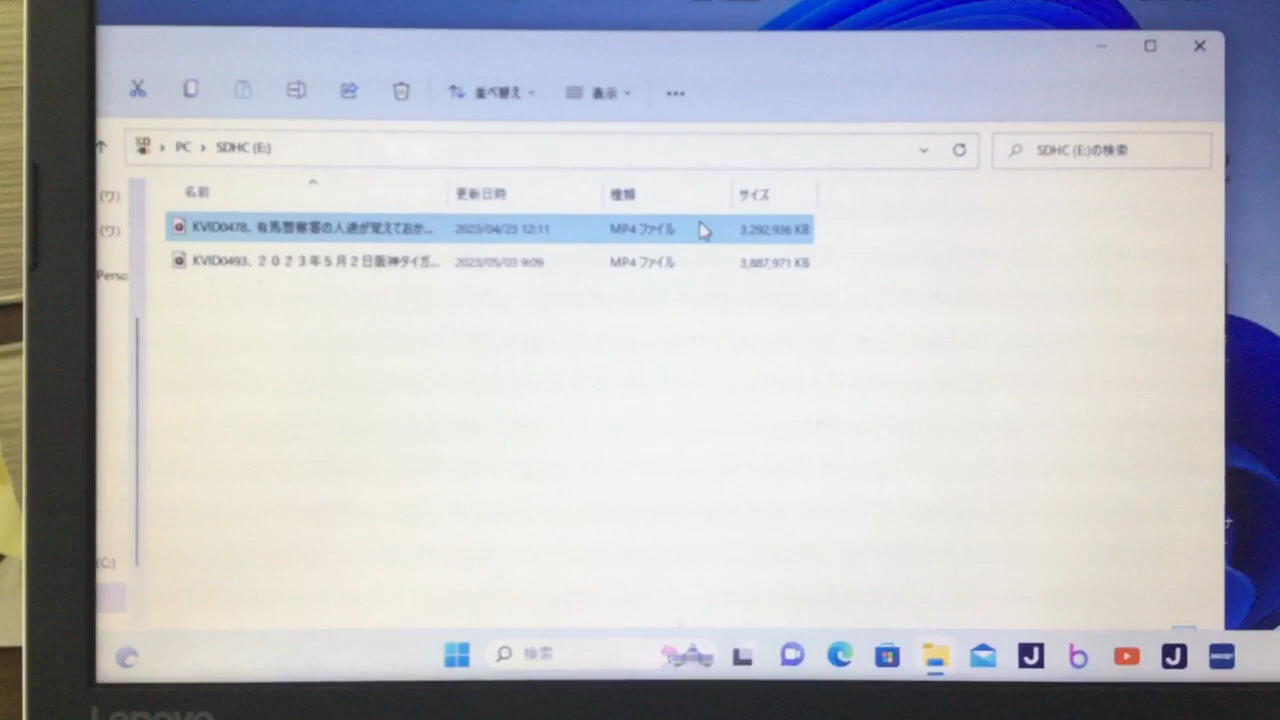 並べ替え 表示 •••
PC > SDHC (E:)
SDHC (E:)の検索
名前 更新日時 種類 サイズ
KVID0478、有馬警察署の人達が覚えておか... 2023/04/23 12:11 MP4 ファイル 3,292,936 KB
KVID0493、２０２３年５月２日阪神タイガ... 2023/05/03 9:09 MP4 ファイル 3,887,971 KB
(ワ)
(ワ)
Perso
(C:)
検索
Lenovo